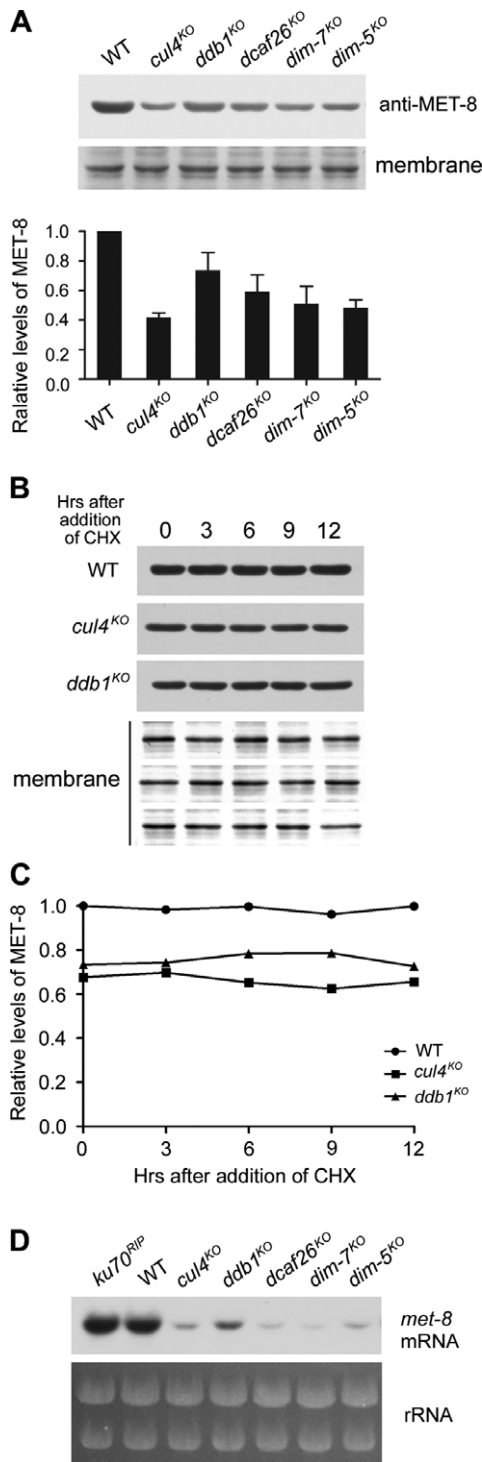 A
WT cul4KO ddb1KO dcaf26KO dim-7KO dim-5KO
anti-MET-8
membrane
Ralative levels of MET-8
1.0
0.8
0.6
0.4
0.2
0.0
WT cul4KO ddb1KO dcaf26KO dim-7KO dim-5KO
B
Hrs after
addition
of CHX
0 3 6 9 12
WT
cul4KO
ddb1KO
membrane
C
Relative levels of MET-8
1.0
0.8
0.6
0.4
0.2
0.0
WT
cul4KO
ddb1KO
0 3 6 9 12
Hrs after addition of CHX
D
ku70RIP WT cul4KO ddb1KO dcaf26KO dim-7KO dim-5KO
met-8
mRNA
rRNA